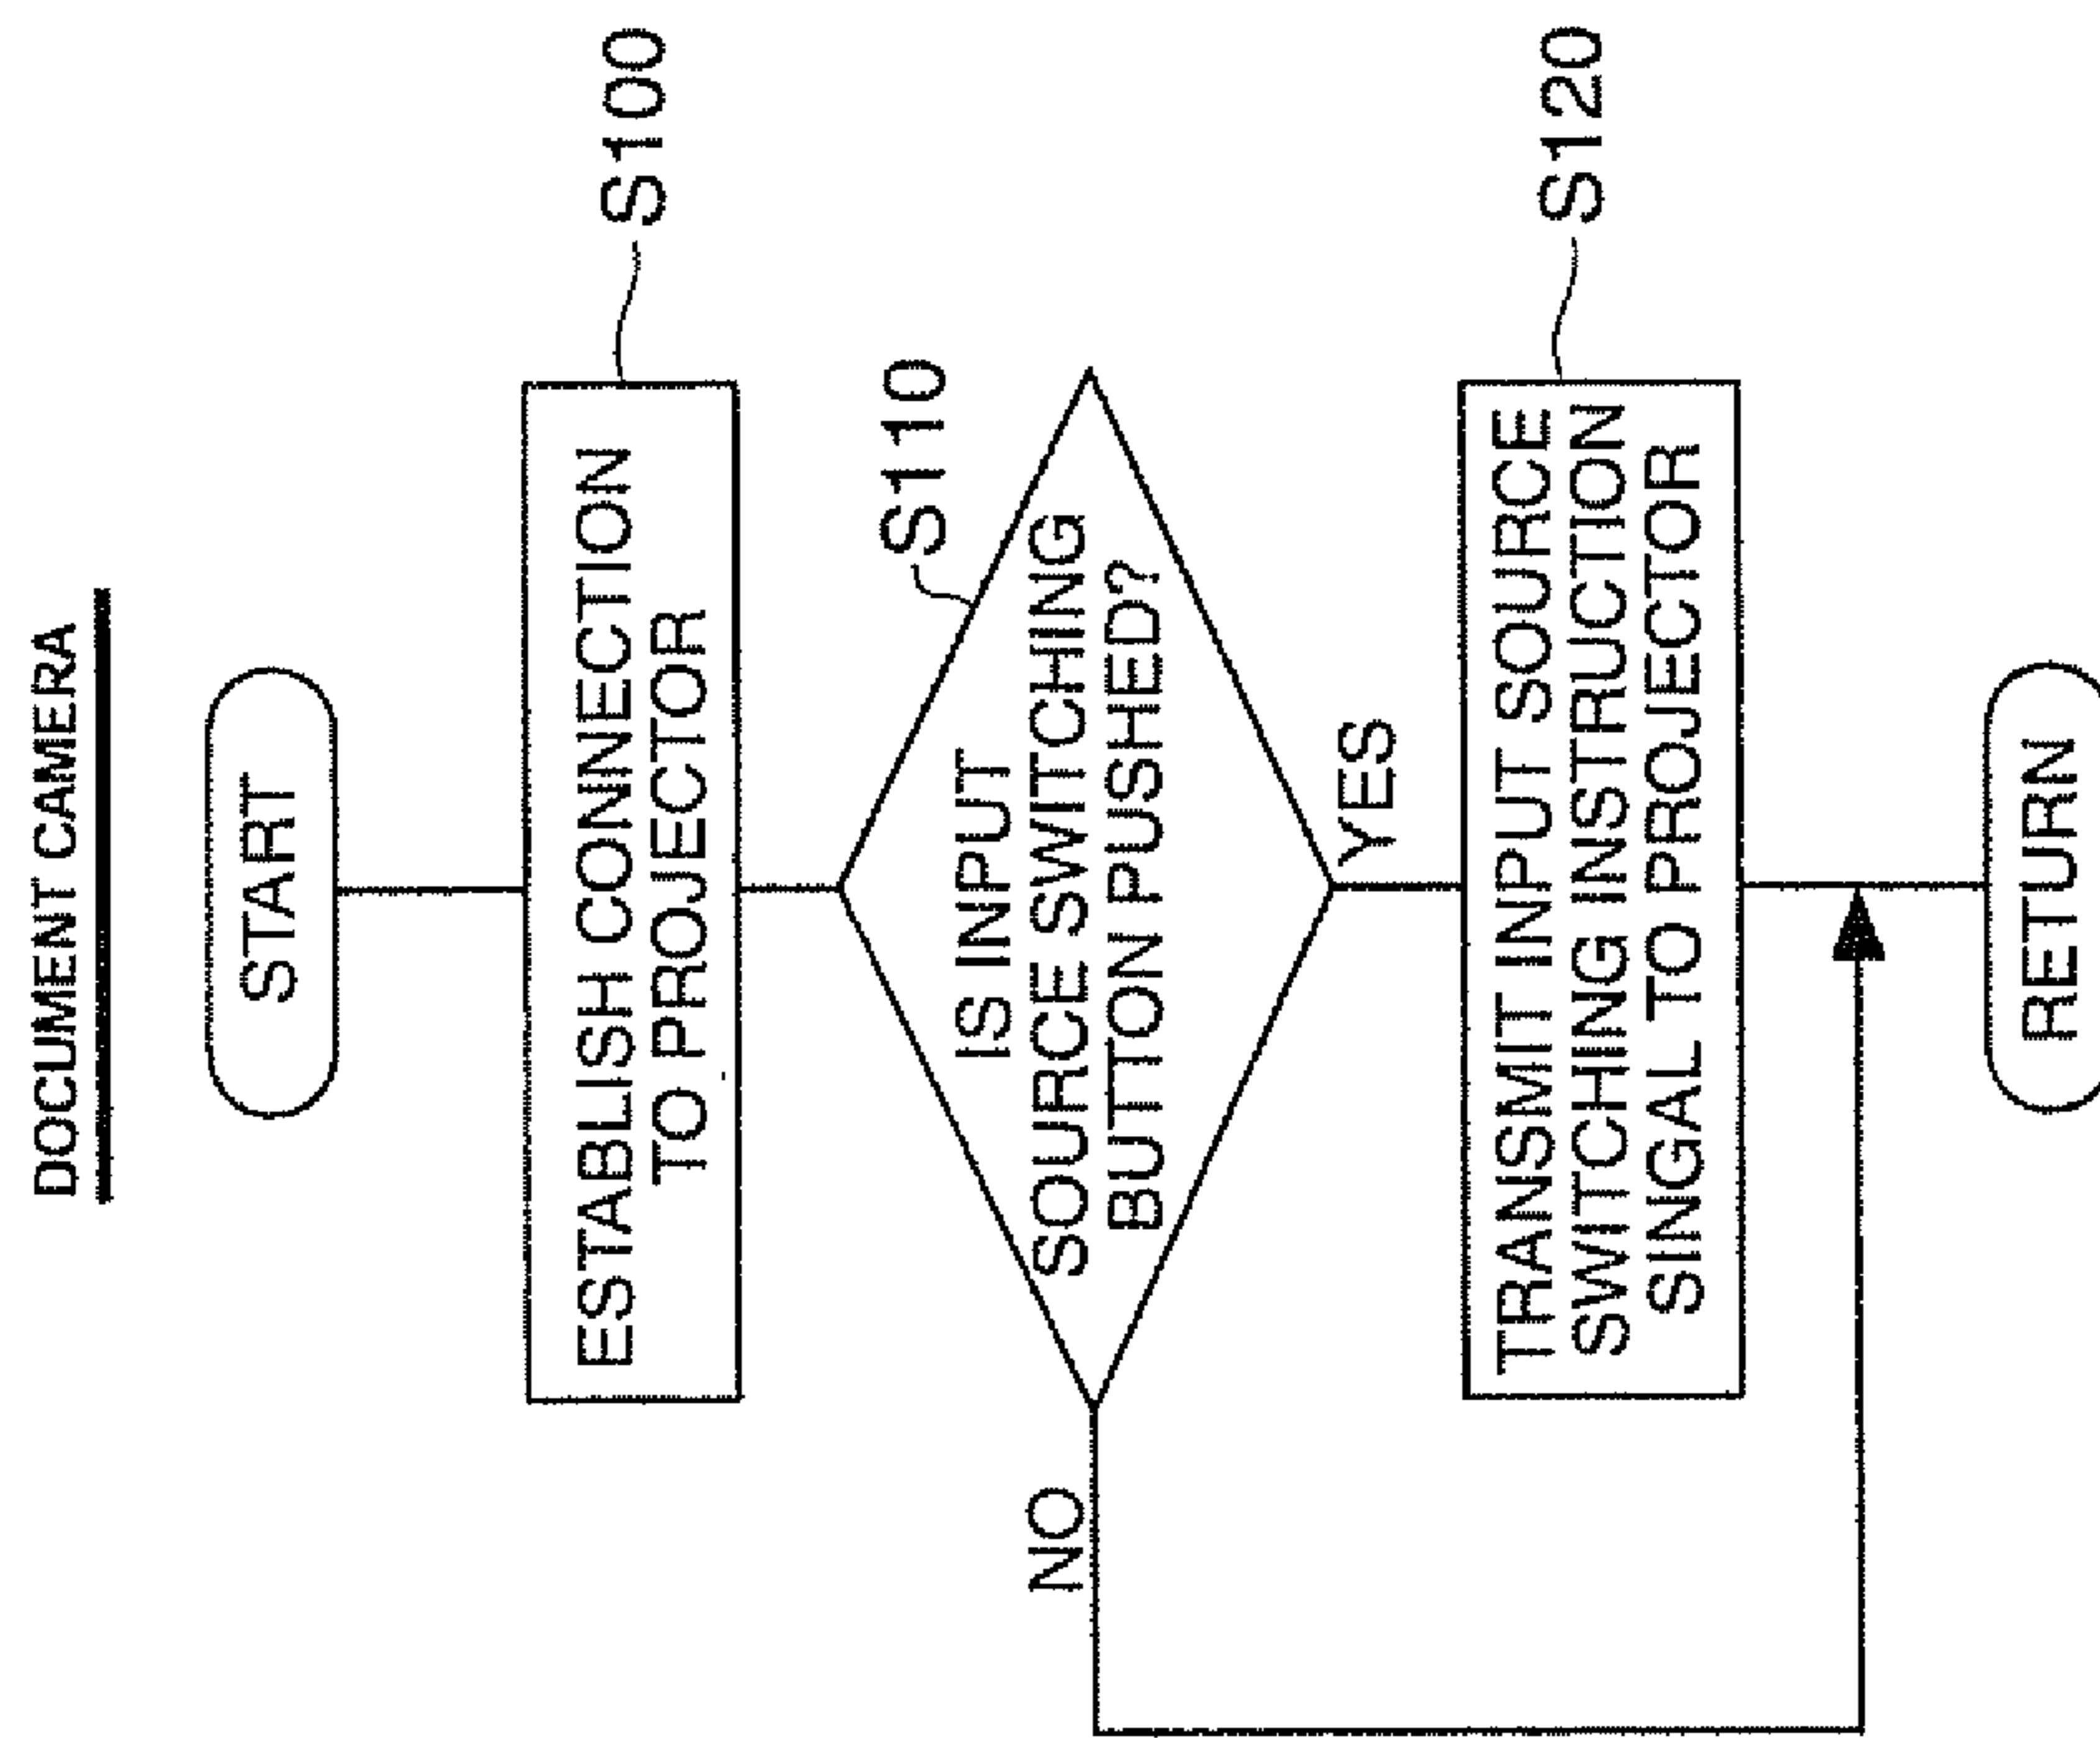 DOCUMENT CAMERA
START
ESTABLISH CONNECTION
TO PROJECTOR
S100
S110
IS INPUT
SOURCE SWITCHING
BUTTON PUSHED?
NO
YES
TRANSMIT INPUT SOURCE
SWITCHING INSTRUCTION
SINGAL TO PROJECTOR
S120
RETURN